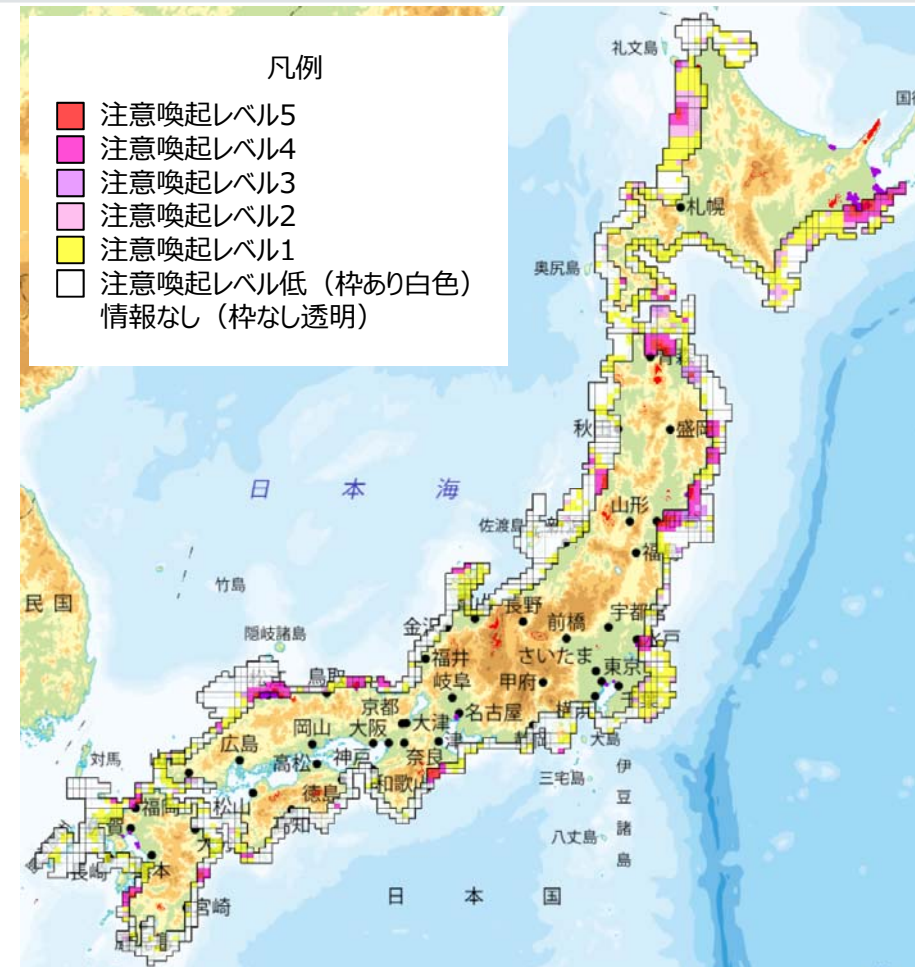 凡例
注意喚起レベル5
注意喚起レベル4
注意喚起レベル3
注意喚起レベル2
注意喚起レベル1
注意喚起レベル低（枠あり白色）
情報なし（枠なし透明）
礼文島
札幌
奥尻島
秋田
盛岡
日本海
山形
佐渡島
竹島
民国
長野
宇都宮
前橋
金沢
水戸
隠岐諸島
さいたま
福井
東京
鳥取
岐阜
甲府
京都
名古屋
岡山
大阪
大津
津
広島
対馬
高松
神戸
奈良
大島
三宅島
伊豆諸島
和歌山
徳島
福岡
松山
八丈島
長崎
日本国
宮崎